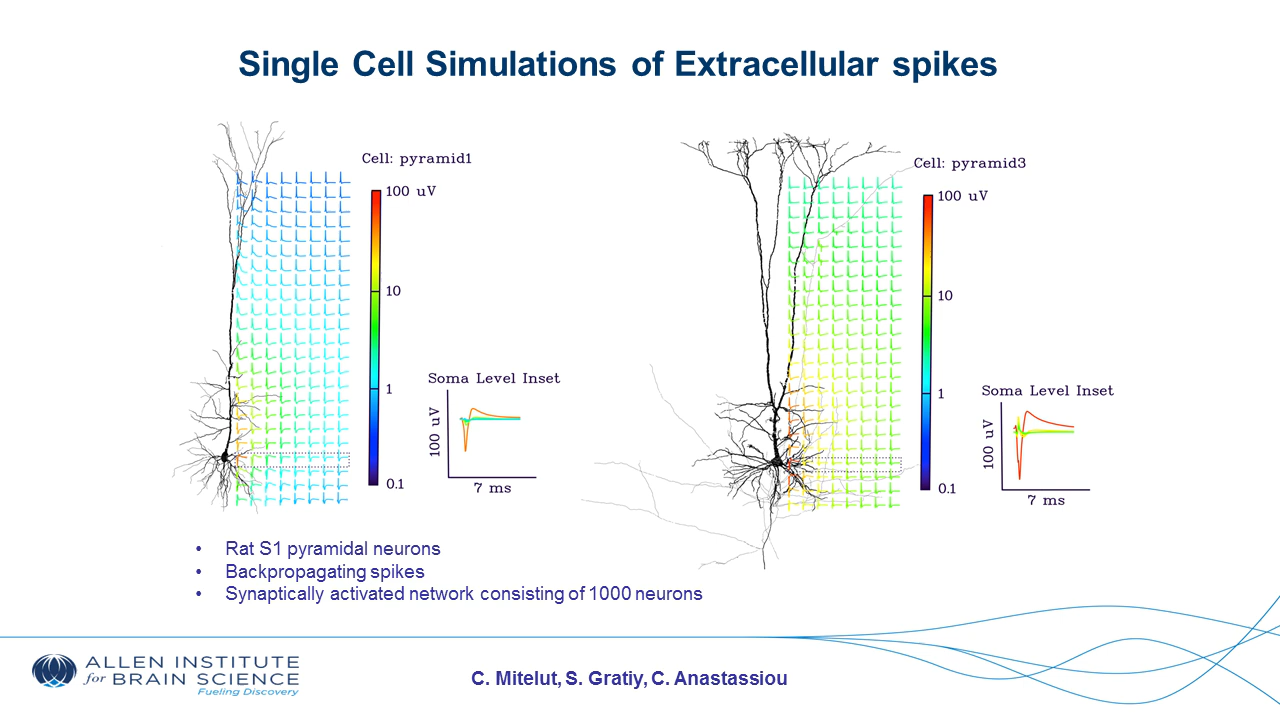 Single Cell Simulations of Extracellular spikes
Cell: pyramid1
100 uV
10
1
0.1
Soma Level Inset
100 uV
7 ms
Cell: pyramid3
100 uV
10
1
0.1
Soma Level Inset
100 uV
7 ms
• Rat S1 pyramidal neurons
• Backpropagating spikes
• Synaptically activated network consisting of 1000 neurons
ALLEN INSTITUTE
for BRAIN SCIENCE
Fueling Discovery
C. Mitelut, S. Gratiy, C. Anastassiou